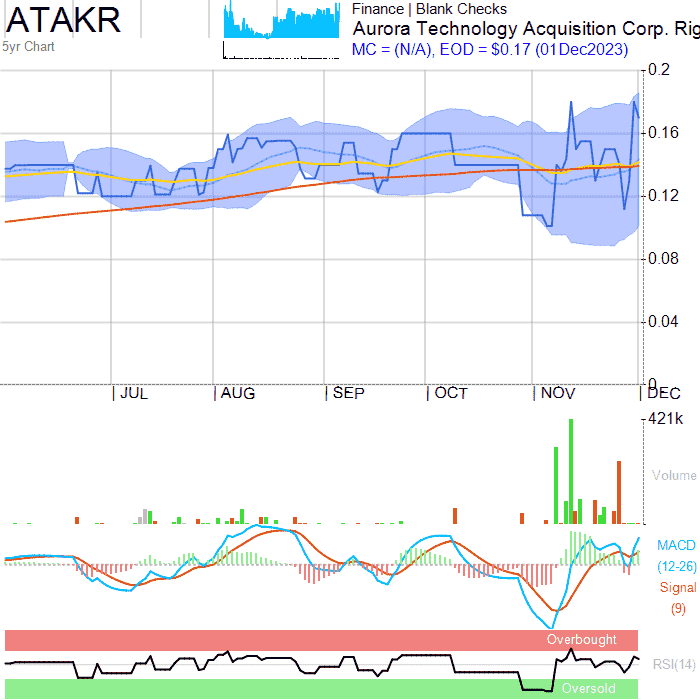 ATAKR
5yr Chart
Finance | Blank Checks
Aurora Technology Acquisition Corp. Rig
MC = (N/A), EOD = $0.17 (01Dec2023)
0.2
0.16
0.12
0.08
0.04
0
JUL AUG SEP OCT NOV DEC
421k
Volume
MACD
(12-26)
Signal
(9)
Overbought
RSI(14)
Oversold